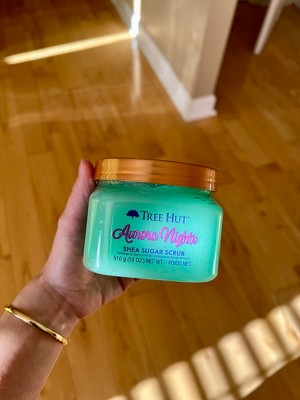 TREE HUT
Aurora Nights
SHEA SUGAR SCRUB
510 g (18 OZ.) NET WT. / POIDS NET